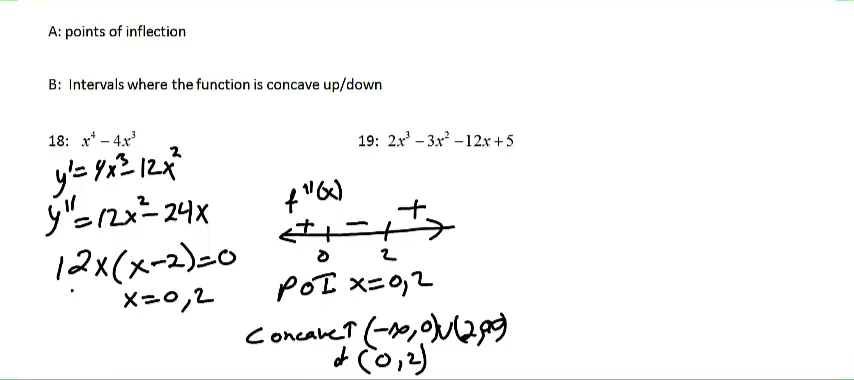 A: points of inflection
B: Intervals where the function is concave up/down
18: x⁴ – 4x³
19: 2x³ – 3x² – 12x + 5
y' = 4x³ – 12x²
y'' = 12x² – 24x
f''(x)
+ – +
0 2
12x(x-2)=0
x=0,2
POI x=0,2
Concave↑ (-∞,0)∪(2,∞)
↓ (0,2)